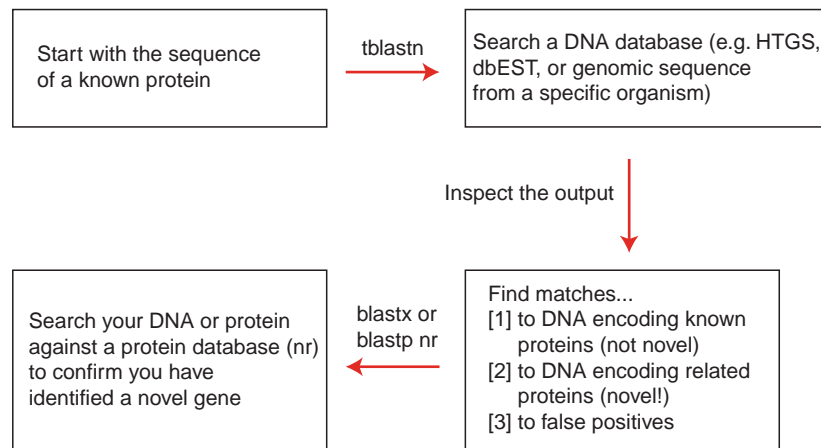 Start with the sequence
of a known protein
tblastn
Search a DNA database (e.g. HTGS,
dbEST, or genomic sequence
from a specific organism)
Inspect the output
Find matches...
[1] to DNA encoding known
proteins (not novel)
[2] to DNA encoding related
proteins (novel!)
[3] to false positives
blastx or
blastp nr
Search your DNA or protein
against a protein database (nr)
to confirm you have
identified a novel gene